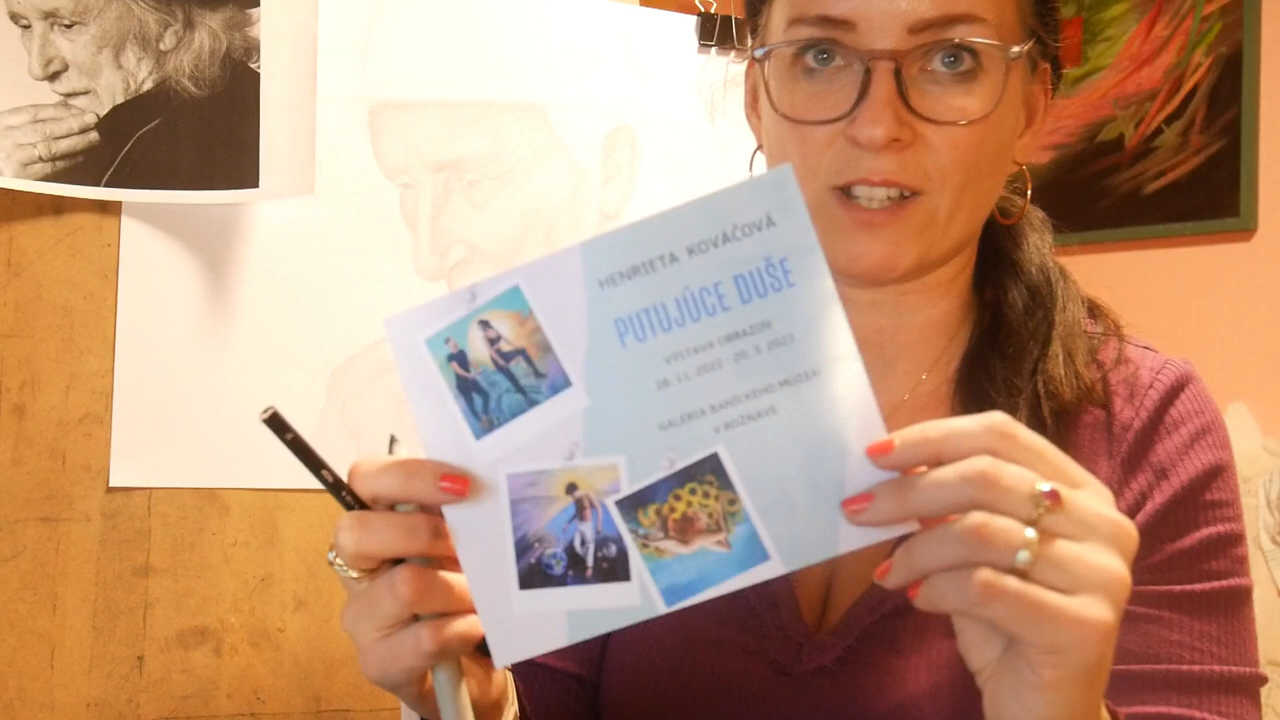 HENRIETA KOVÁČOVÁ
PUTUJÚCE DUŠE
VÝSTAVA OBRAZOV
28. 11. 2022 - 20. 1. 2023
GALÉRIA BANÍCKEHO MÚZEA
V ROŽŇAVE